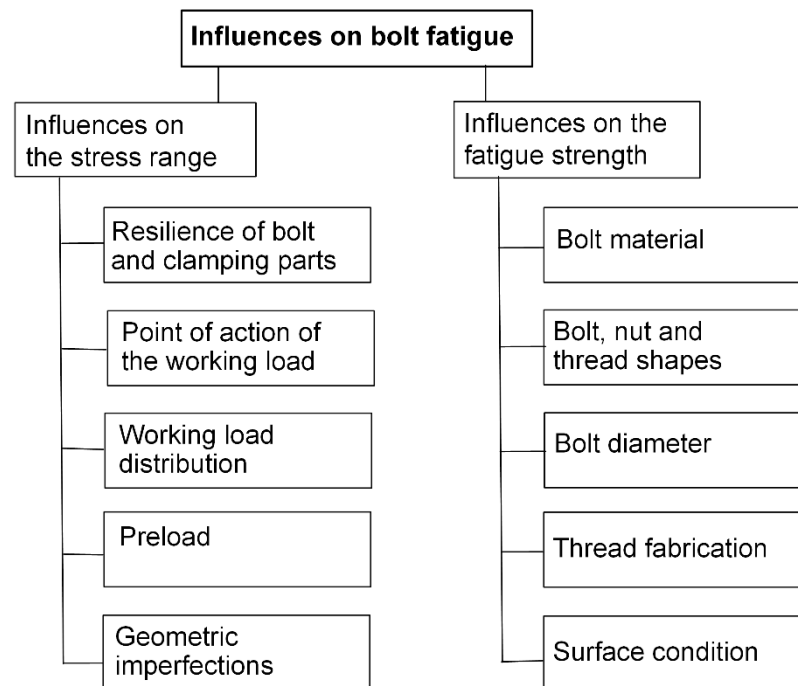 Influences on bolt fatigue
Influences on
the stress range
Resilience of bolt
and clamping parts
Point of action of
the working load
Working load
distribution
Preload
Geometric
imperfections
Influences on the
fatigue strength
Bolt material
Bolt, nut and
thread shapes
Bolt diameter
Thread fabrication
Surface condition